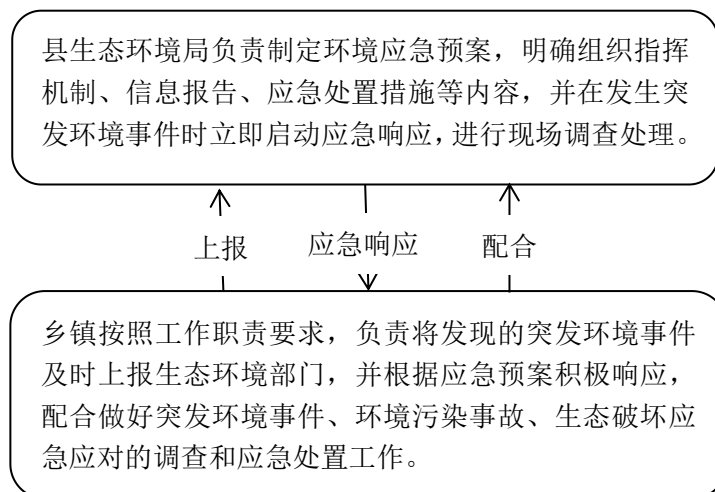 县生态环境局负责制定环境应急预案，明确组织指挥
机制、信息报告、应急处置措施等内容，并在发生突
发环境事件时立即启动应急响应，进行现场调查处理。
上报 应急响应 配合
乡镇按照工作职责要求，负责将发现的突发环境事件
及时上报生态环境部门，并根据应急预案积极响应，
配合做好突发环境事件、环境污染事故、生态破坏应
急应对的调查和应急处置工作。